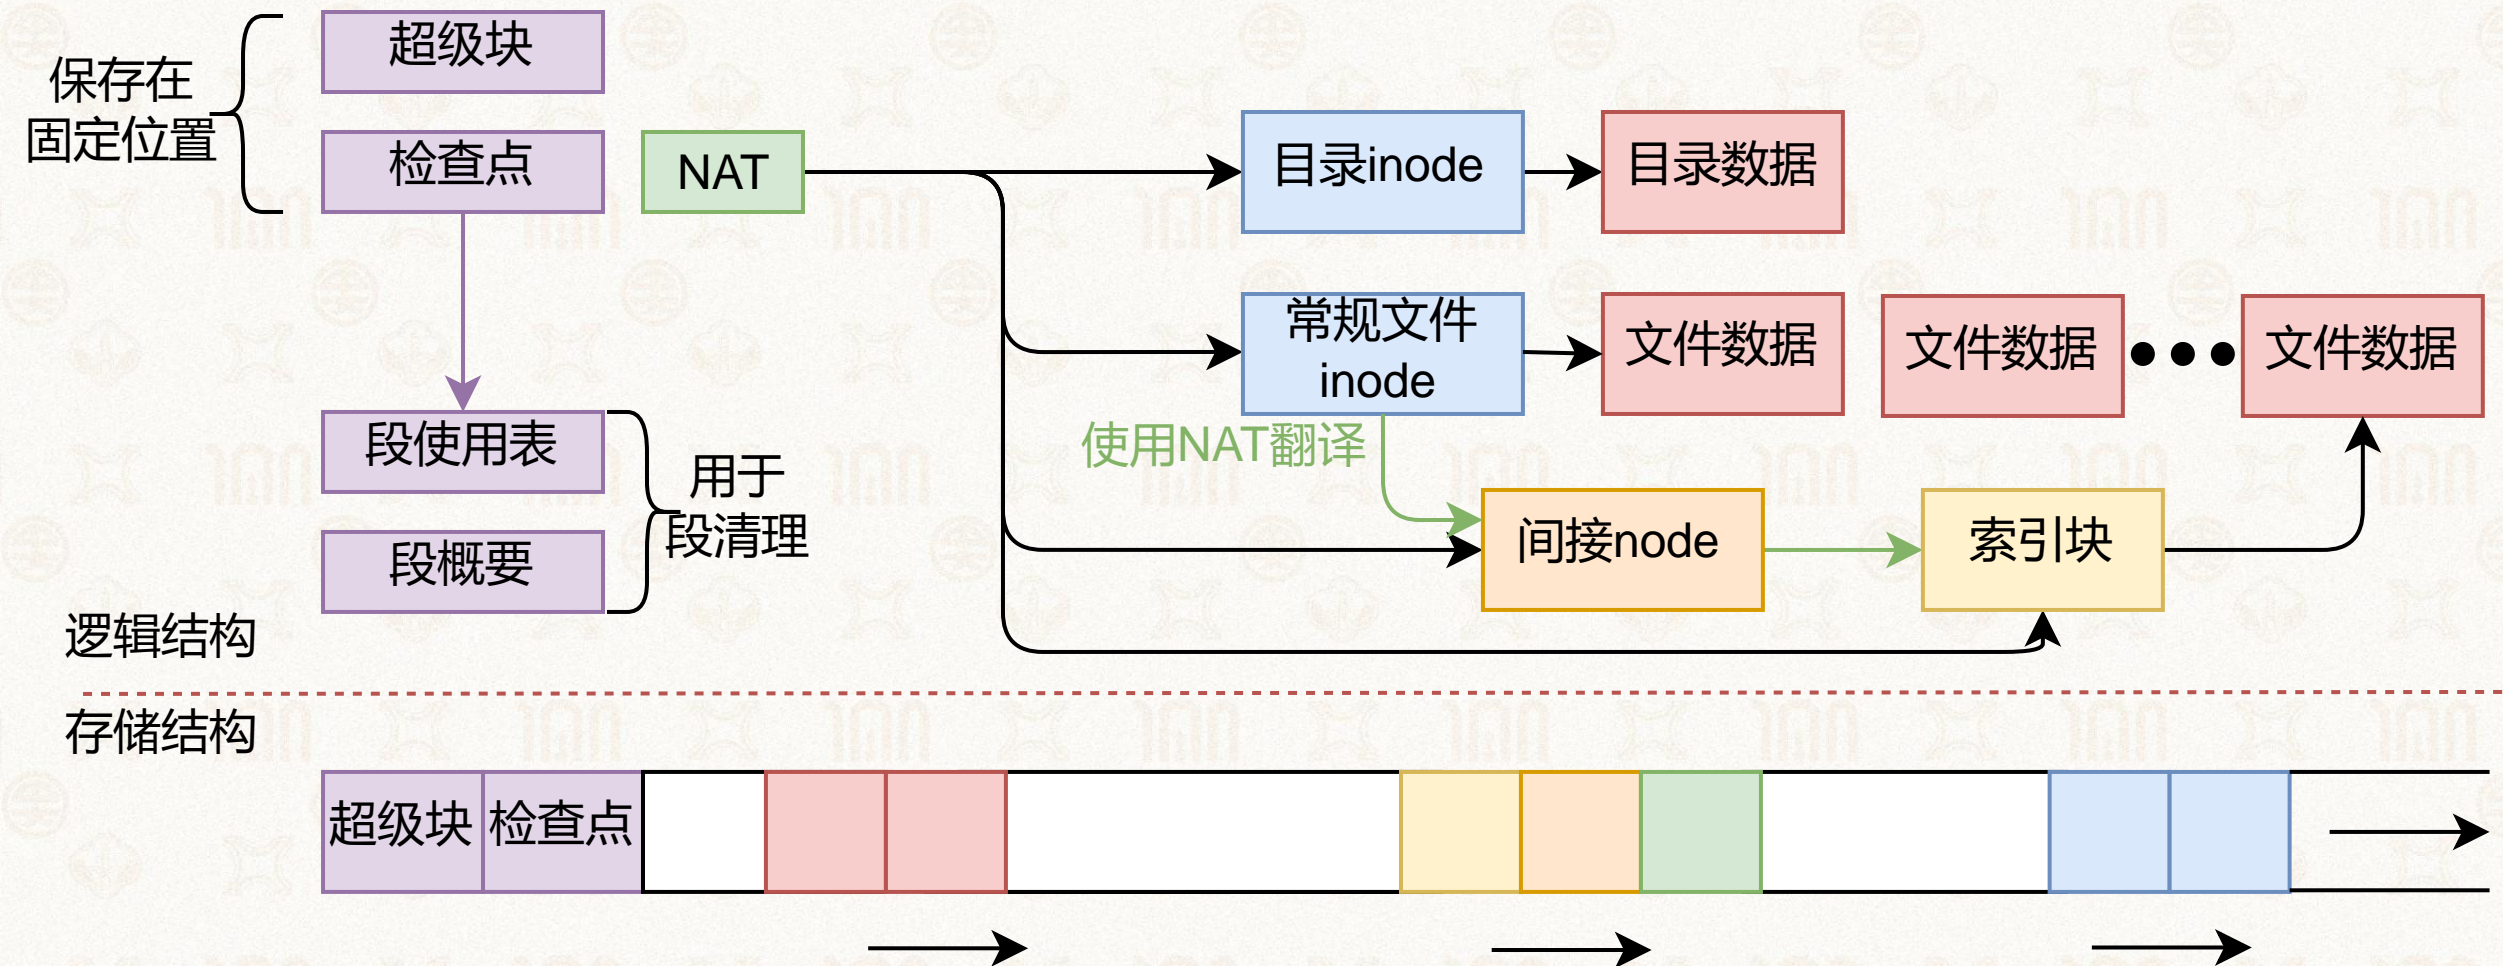 超级块
保存在
固定位置
检查点
NAT
目录inode
目录数据
常规文件
inode
文件数据
文件数据
文件数据
使用NAT翻译
段使用表
用于
段清理
段概要
间接node
索引块
逻辑结构
存储结构
超级块
检查点